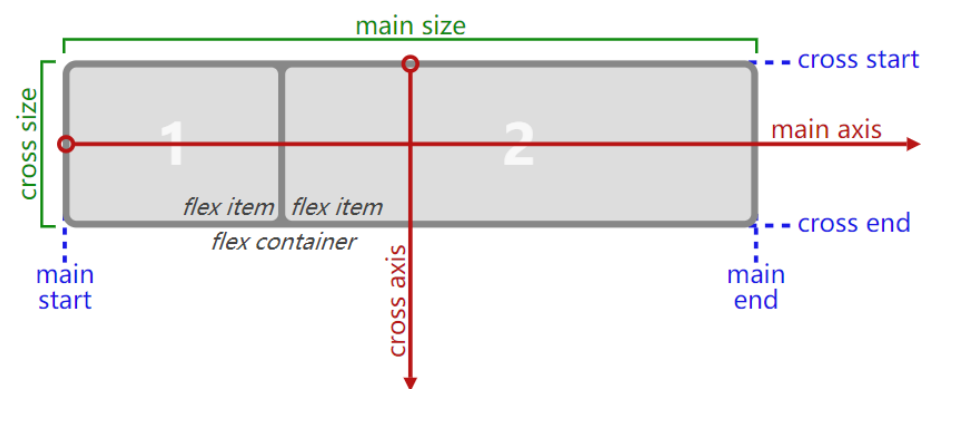 main size
cross start
cross size
1
2
main axis
flex item
flex item
cross end
flex container
cross axis
main
start
main
end